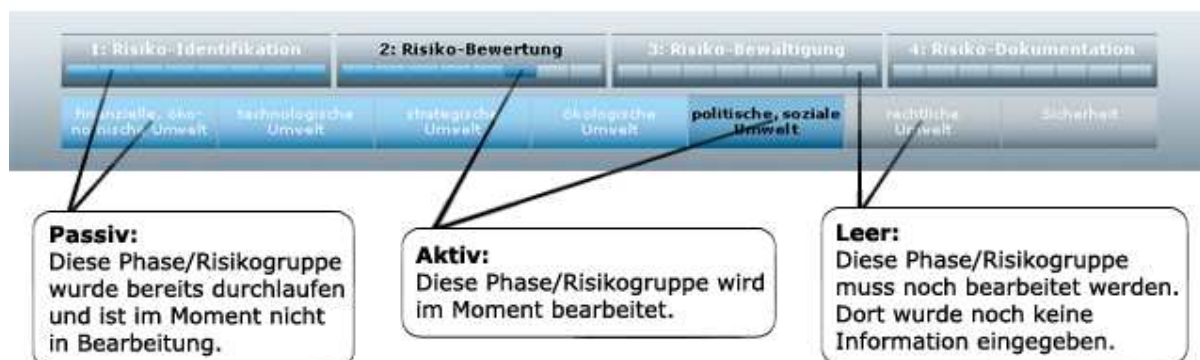 1: Risiko-Identifikation
2: Risiko-Bewertung
3: Risiko-Bewältigung
4: Risiko-Dokumentation
finanzielle, öko-
nomische Umwelt
technologische
Umwelt
strategische
Umwelt
ökologische
Umwelt
politische, soziale
Umwelt
rechtliche
Umwelt
Sicherheit
Passiv:
Diese Phase/Risikogruppe
wurde bereits durchlaufen
und ist im Moment nicht
in Bearbeitung.
Aktiv:
Diese Phase/Risikogruppe wird
im Moment bearbeitet.
Leer:
Diese Phase/Risikogruppe
muss noch bearbeitet werden.
Dort wurde noch keine
Information eingegeben.